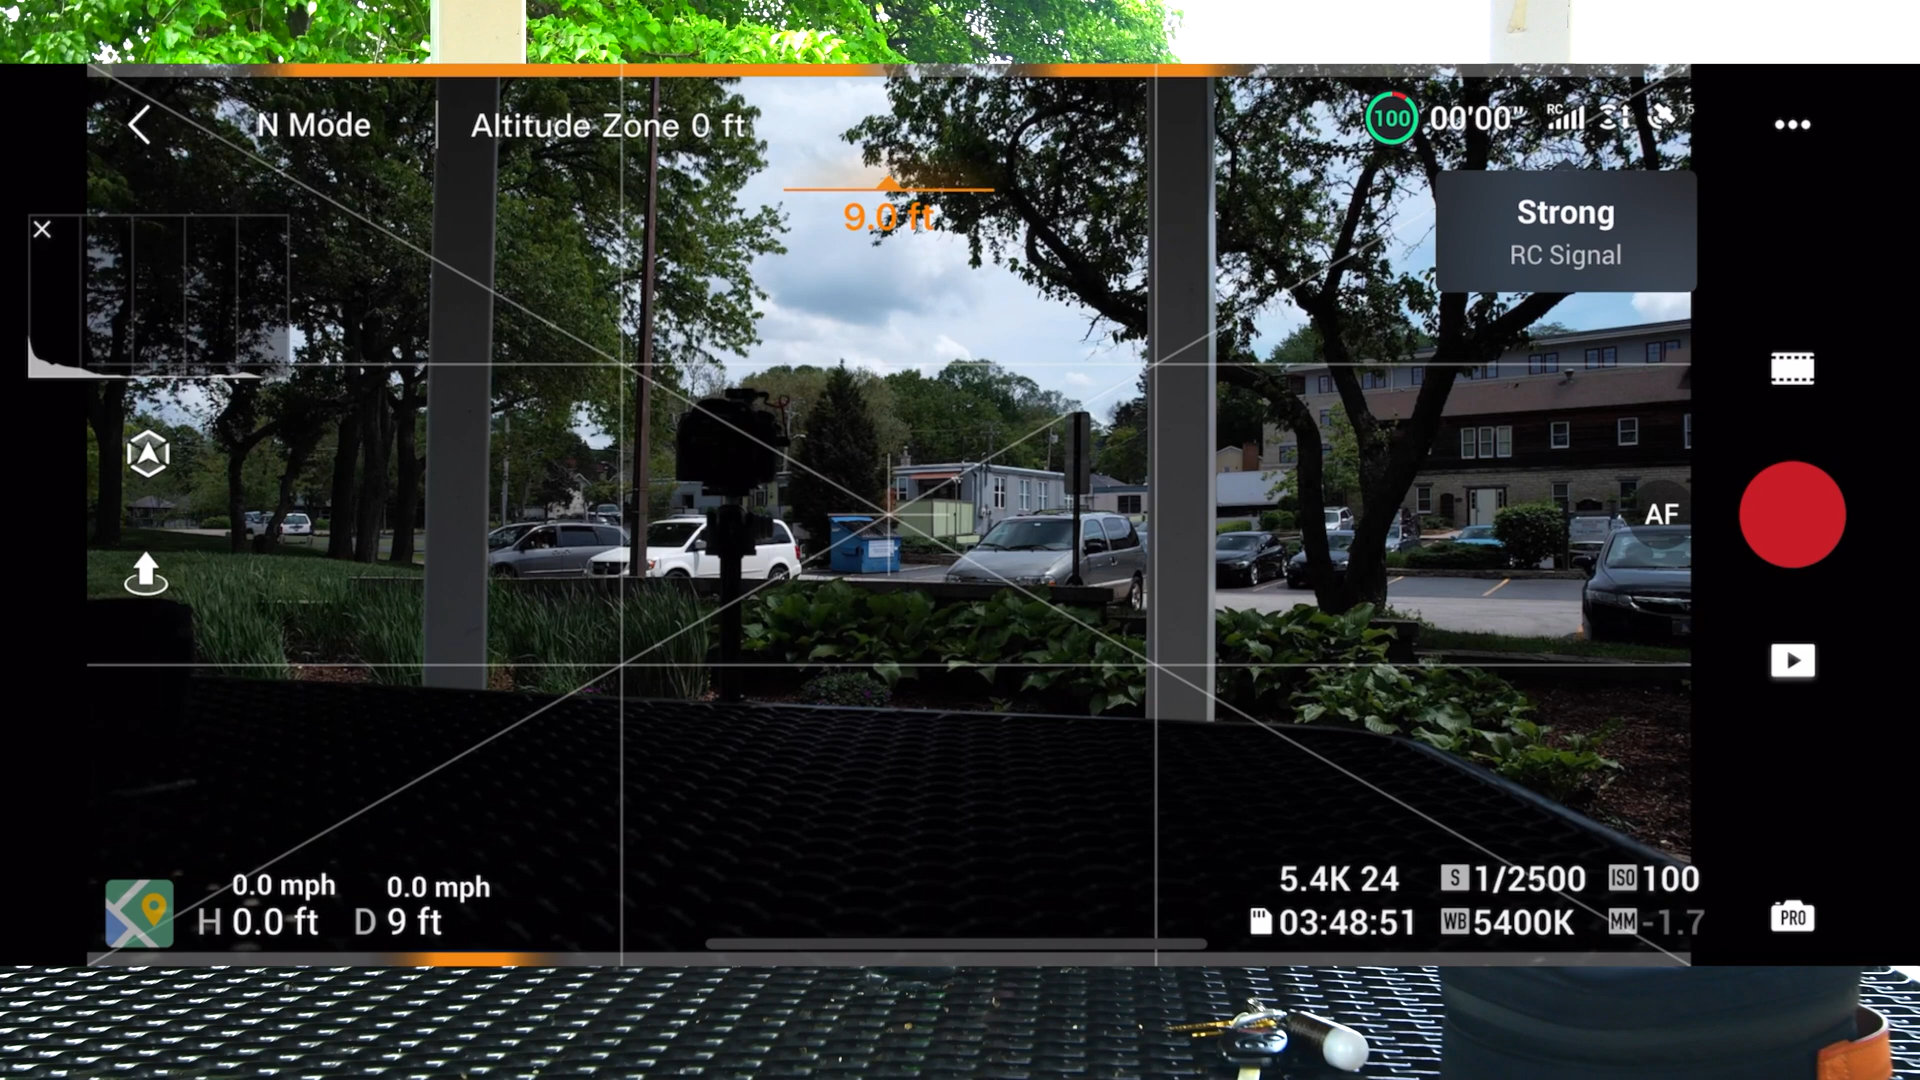 N Mode
Altitude Zone 0 ft
100
00'00"
RC
15
9.0 ft
Strong
RC Signal
AF
0.0 mph
0.0 mph
H 0.0 ft
D 9 ft
5.4K 24
S 1/2500
ISO 100
03:48:51
WB 5400K
MM -1.7
PRO